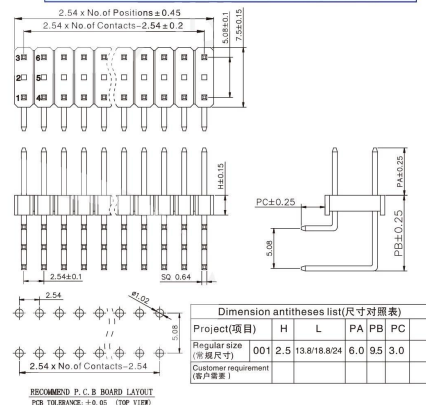 2.54 x No.of Positions±0.45
2.54 x No.of Contacts-2.54±0.2
5.08±0.1
7.5±0.15
3 6
2 5
1 4
H±0.15
PA±0.25
PC±0.25
PB±0.25
5.08
2.54±0.1
SQ 0.64
2.54
ø1.02
5.08
2.54 x No.of Contacts-2.54
RECOMMEND P.C.B BOARD LAYOUT
PCB TOLERANCE:±0.05 (TOP VIEW)
Dimension antitheses list(尺寸对照表)
Project(项目) H L PA PB PC
Regular size (常规尺寸) 001 2.5 13.8/18.8/24 6.0 9.5 3.0
Customer requirement
(客户需要)